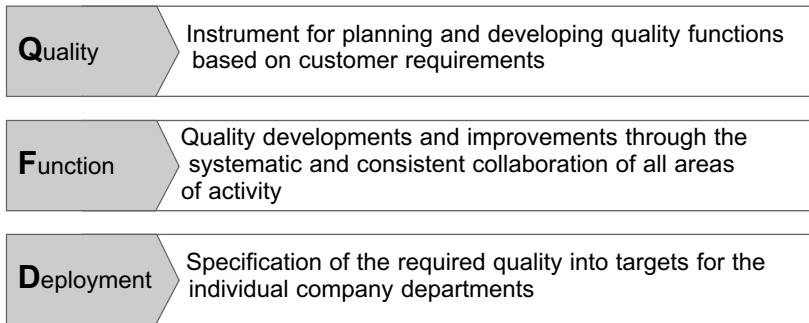 Quality
Instrument for planning and developing quality functions
based on customer requirements
Function
Quality developments and improvements through the
systematic and consistent collaboration of all areas
of activity
Deployment
Specification of the required quality into targets for the
individual company departments